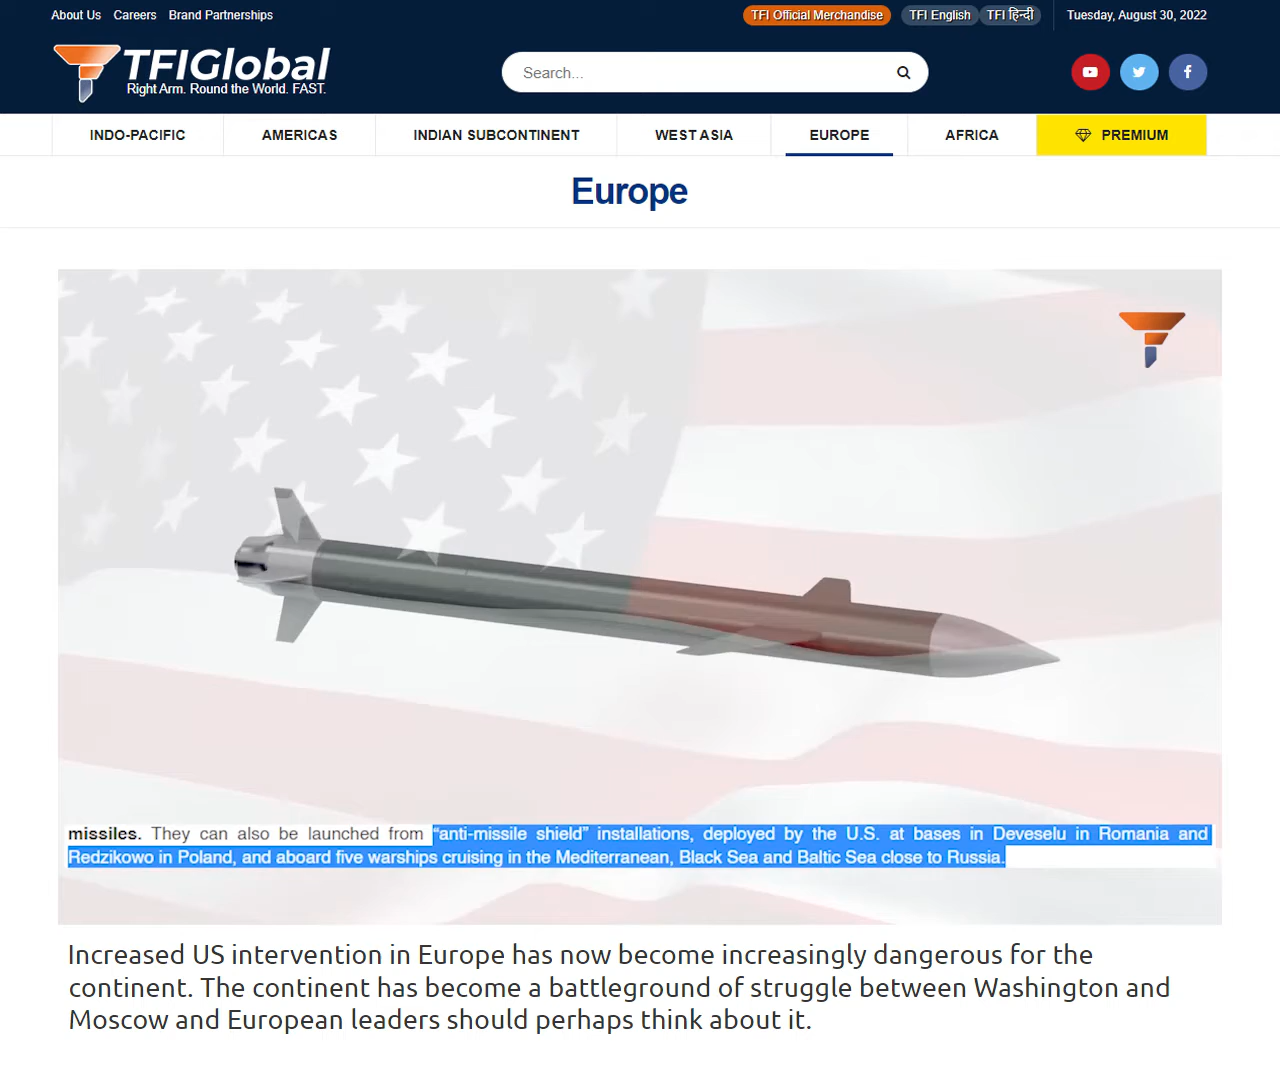 About Us Careers Brand Partnerships
TFI Official Merchandise TFI English TFI हिन्दी Tuesday, August 30, 2022
TFIGlobal
Right Arm. Round the World. FAST.
Search...
INDO-PACIFIC AMERICAS INDIAN SUBCONTINENT WEST ASIA EUROPE AFRICA PREMIUM
Europe
missiles. They can also be launched from “anti-missile shield” installations, deployed by the U.S. at bases in Deveselu in Romania and
Redzikowo in Poland, and aboard five warships cruising in the Mediterranean, Black Sea and Baltic Sea close to Russia.
Increased US intervention in Europe has now become increasingly dangerous for the
continent. The continent has become a battleground of struggle between Washington and
Moscow and European leaders should perhaps think about it.